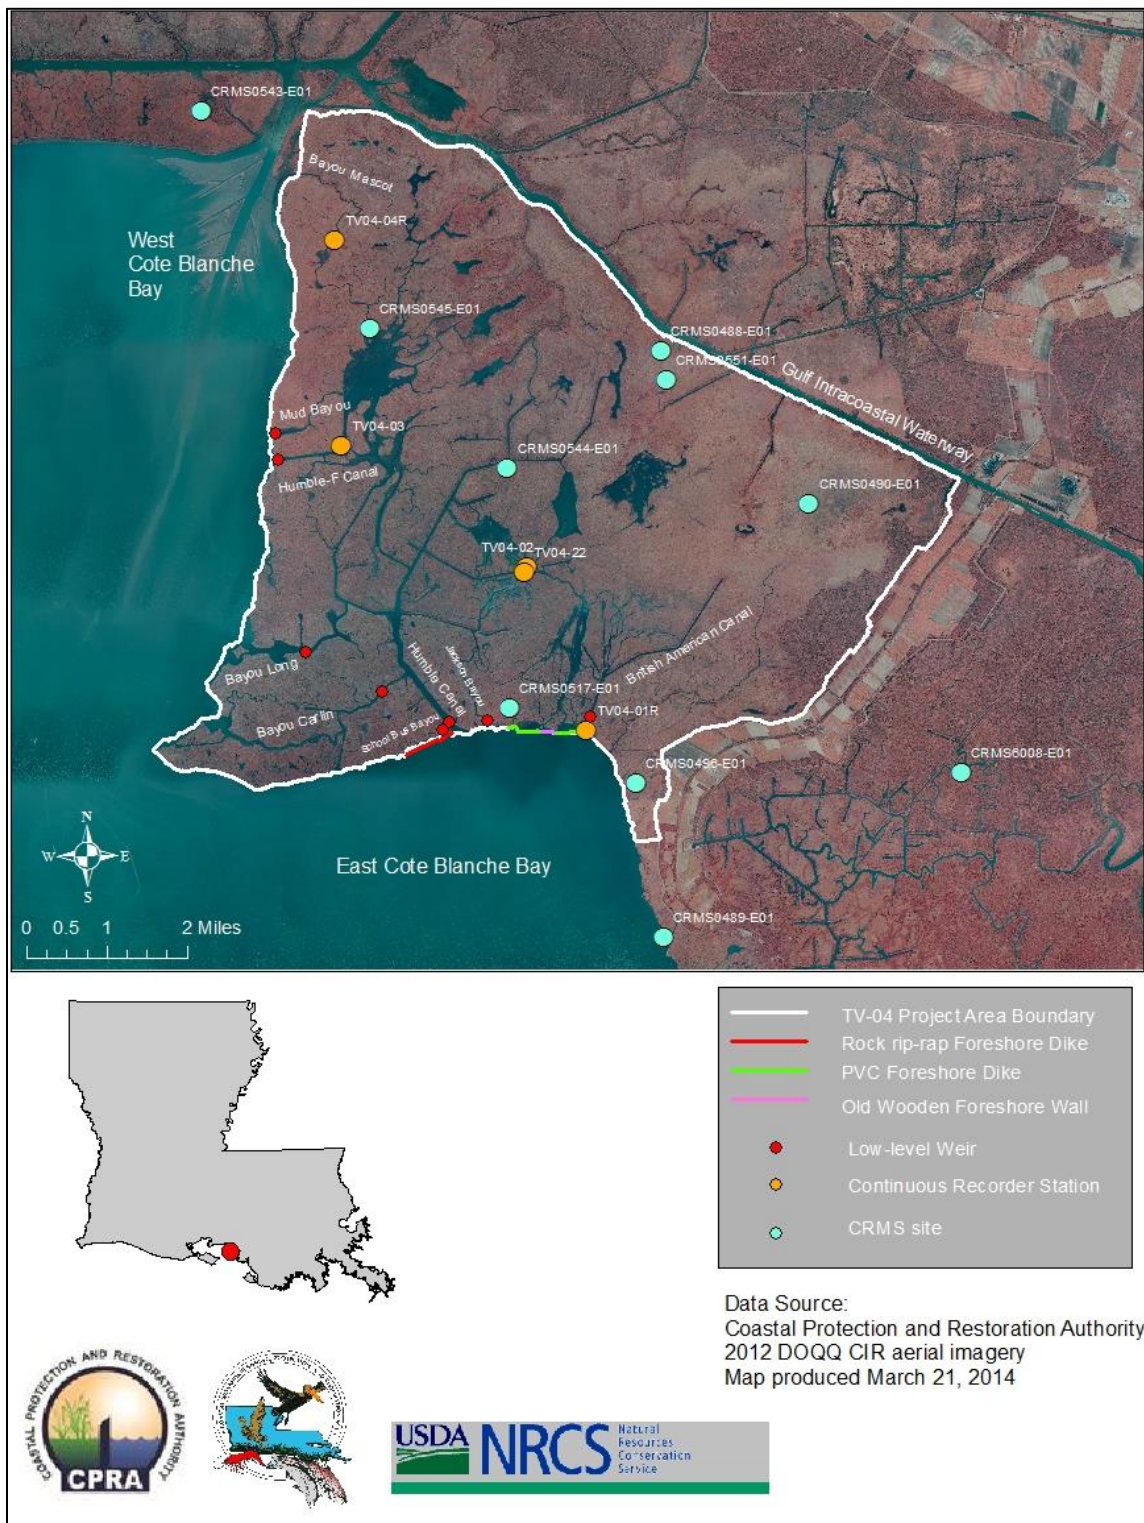 CRMS0543-E01
Bayou Mascot
TV04-04R
West
Cote Blanche
Bay
CRMS0545-E01
CRMS0488-E01
CRMS0551-E01
Gulf Intracoastal Waterway
Mud Bayou
TV04-03
Humble-F Canal
CRMS0544-E01
CRMS0490-E01
TV04-02
TV04-22
British American Canal
Bayou Long
Humble Canal
Jackson Bayou
CRMS0517-E01
Bayou Carlin
School Bus Bayou
TV04-01R
CRMS0496-E01
CRMS6008-E01
N
W
E
S
East Cote Blanche Bay
0 0.5 1 2 Miles
CRMS0489-E01
TV-04 Project Area Boundary
Rock rip-rap Foreshore Dike
PVC Foreshore Dike
Old Wooden Foreshore Wall
Low-level Weir
Continuous Recorder Station
CRMS site
Data Source:
Coastal Protection and Restoration Authority
2012 DOQQ CIR aerial imagery
Map produced March 21, 2014
COASTAL PROTECTION AND RESTORATION AUTHORITY
CPRA
USDA
NRCS
Natural
Resources
Conservation
Service